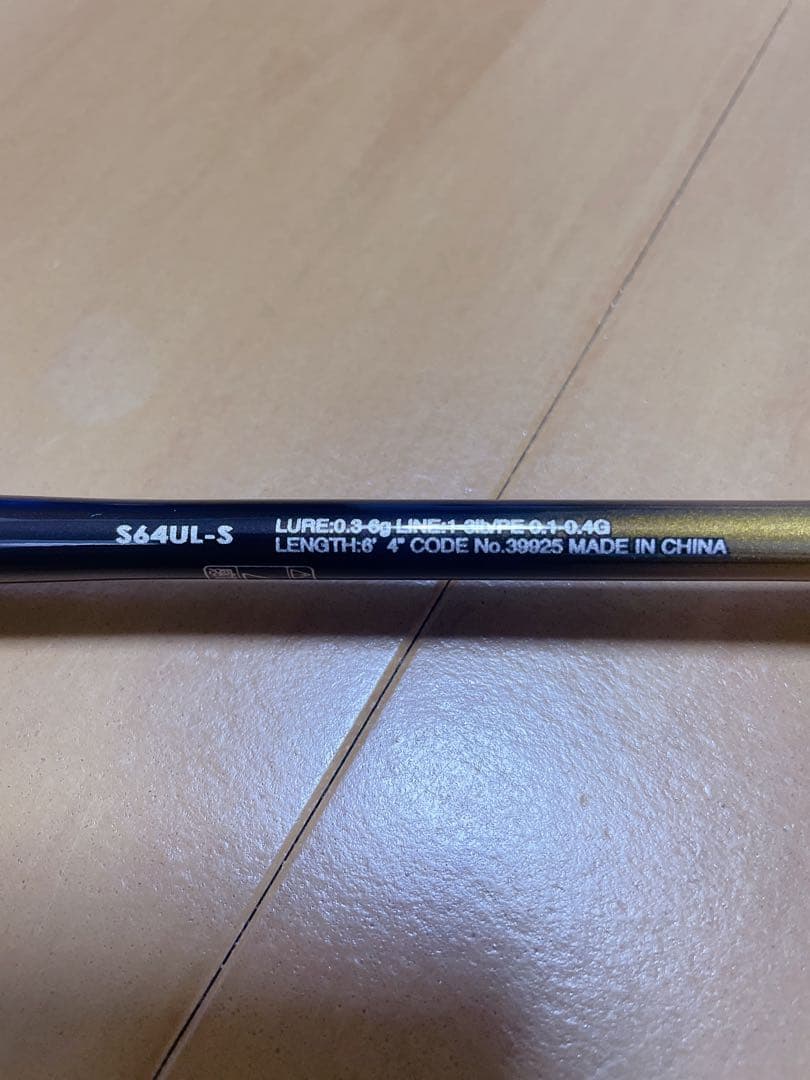 S64UL-S
LURE:0.3-6g LINE:1-3lb/PE 0.1-0.4G
LENGTH:6' 4" CODE No.39925 MADE IN CHINA